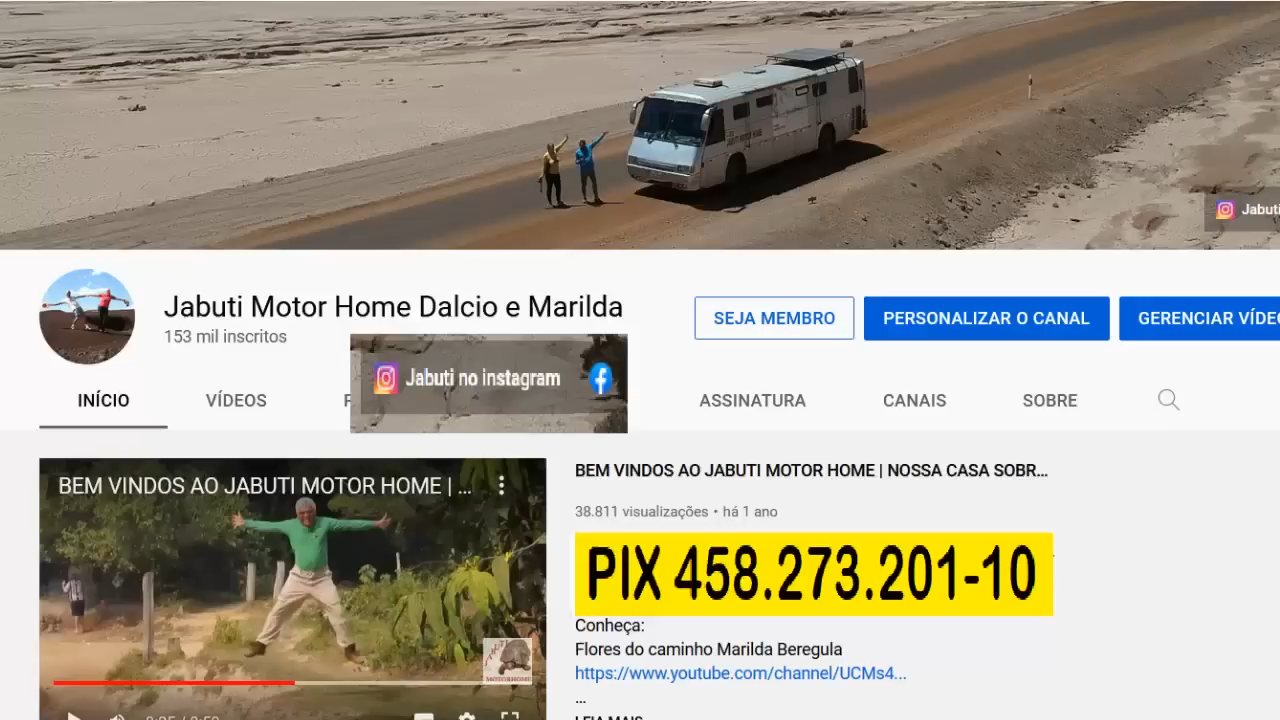 Jabuti
Jabuti Motor Home Dalcio e Marilda
153 mil inscritos
SEJA MEMBRO
PERSONALIZAR O CANAL
GERENCIAR VÍDEO
Jabuti no instagram
INÍCIO
VÍDEOS
ASSINATURA
CANAIS
SOBRE
BEM VINDOS AO JABUTI MOTOR HOME | ...
BEM VINDOS AO JABUTI MOTOR HOME | NOSSA CASA SOBR...
38.811 visualizações • há 1 ano
PIX 458.273.201-10
Conheça:
Flores do caminho Marilda Beregula
https://www.youtube.com/channel/UCMs4...
...
LEIA MAIS